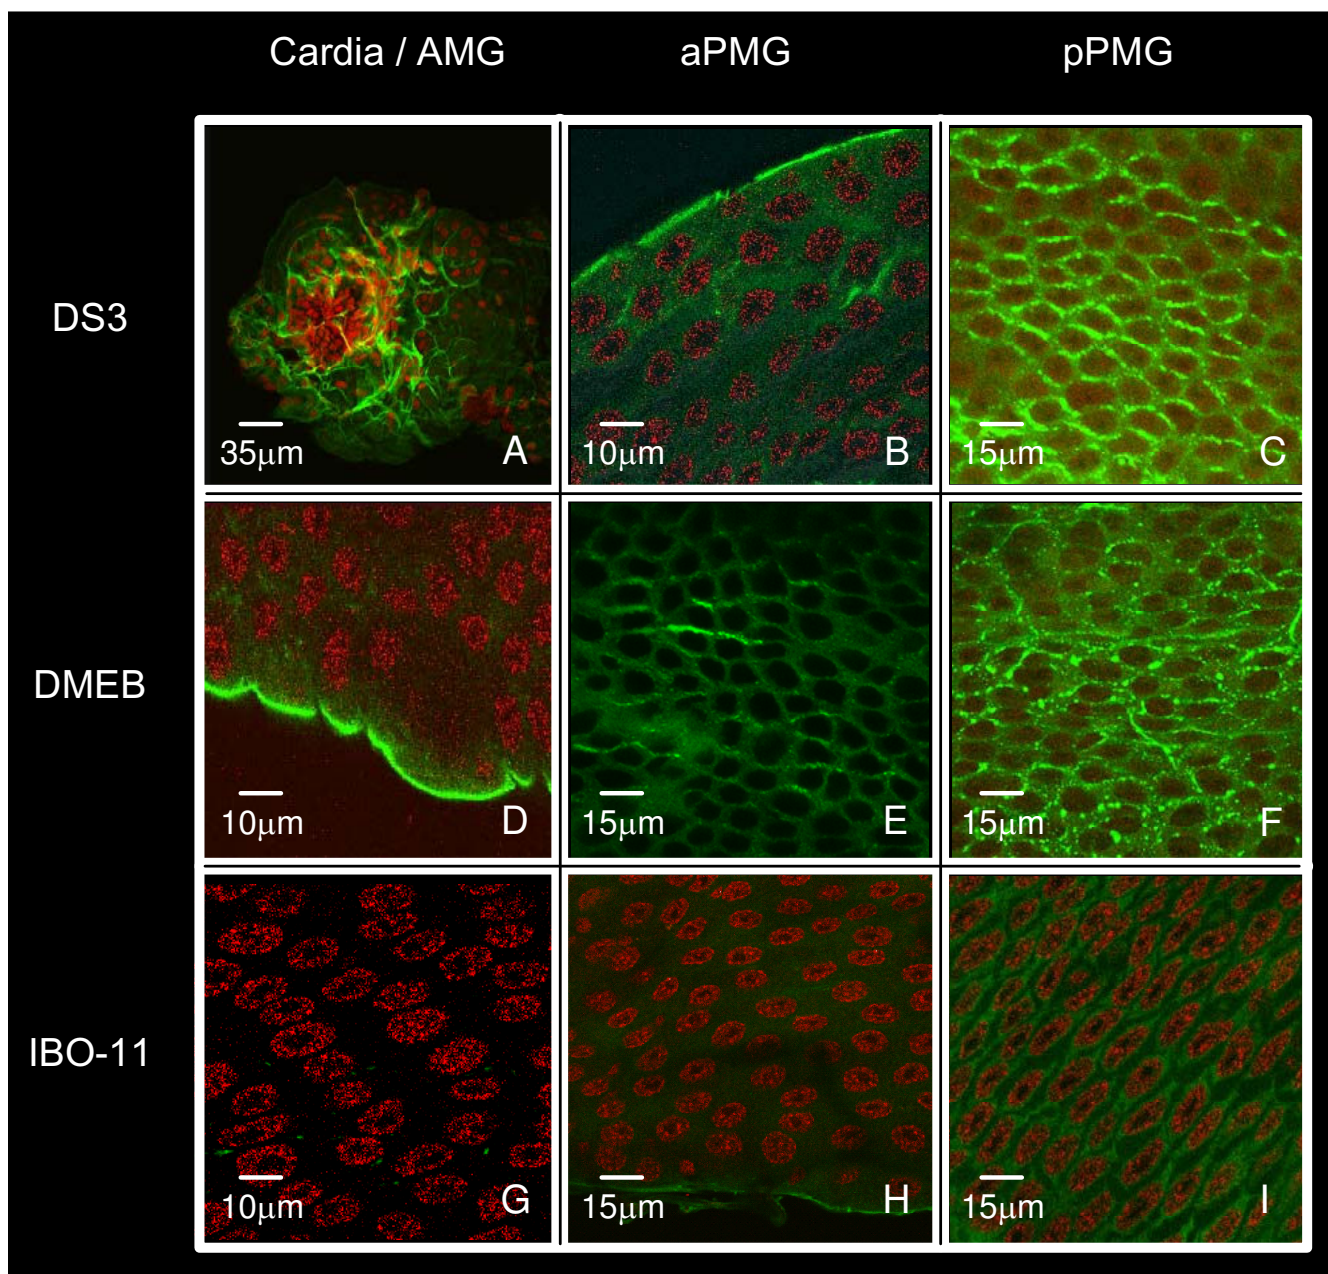 Cardia / AMG aPMG pPMG
DS3
35µm A 10µm B 15µm C
DMEB
10µm D 15µm E 15µm F
IBO-11
10µm G 15µm H 15µm I